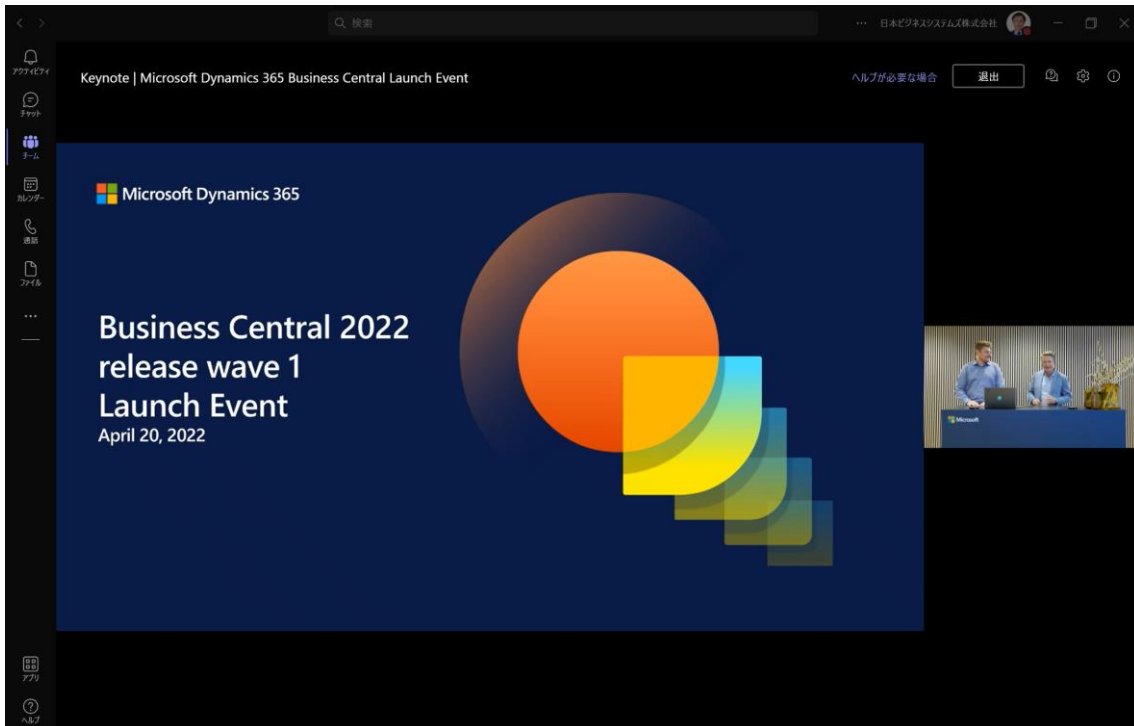 検索
日本ビジネスシステムズ株式会社
アクティビティ
チャット
チーム
カレンダー
通話
ファイル
アプリ
ヘルプ
Keynote | Microsoft Dynamics 365 Business Central Launch Event
ヘルプが必要な場合
退出
Microsoft Dynamics 365
Business Central 2022
release wave 1
Launch Event
April 20, 2022
Microsoft